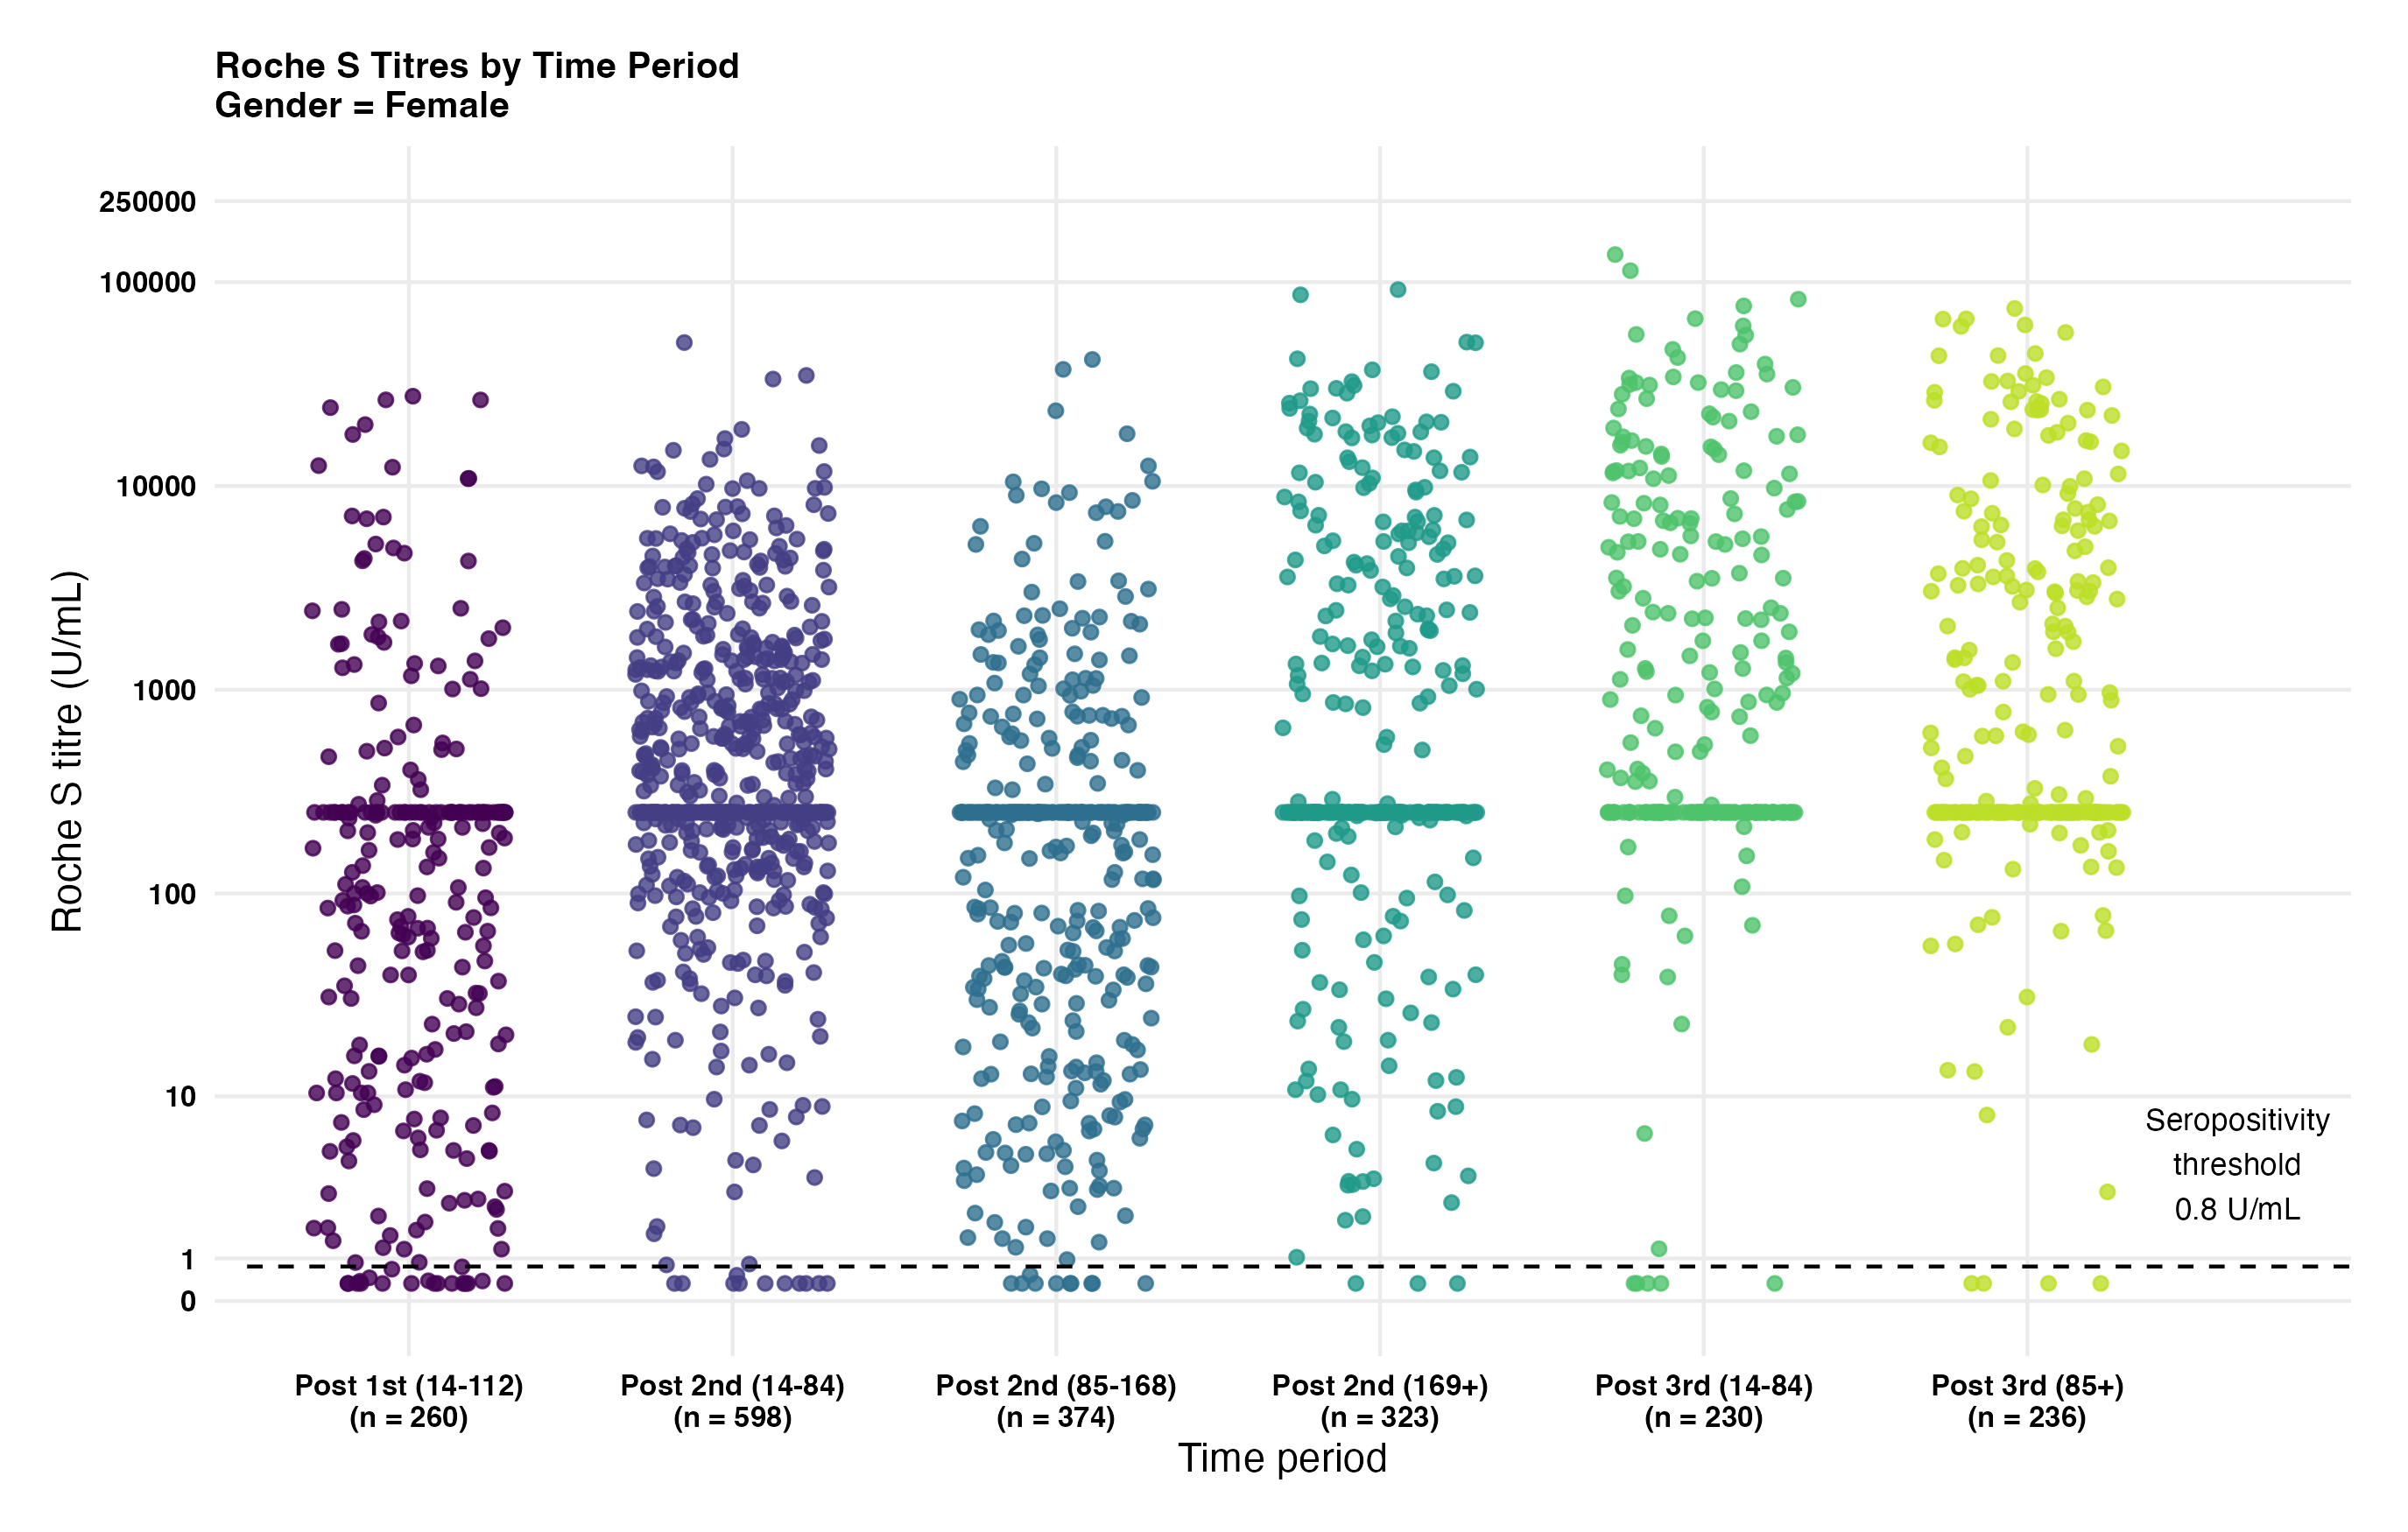 Roche S Titres by Time Period
Gender = Female
Roche S titre (U/mL)
250000
100000
10000
1000
100
10
1
0
Seropositivity
threshold
0.8 U/mL
Post 1st (14-112)
(n = 260)
Post 2nd (14-84)
(n = 598)
Post 2nd (85-168)
(n = 374)
Post 2nd (169+)
(n = 323)
Post 3rd (14-84)
(n = 230)
Post 3rd (85+)
(n = 236)
Time period